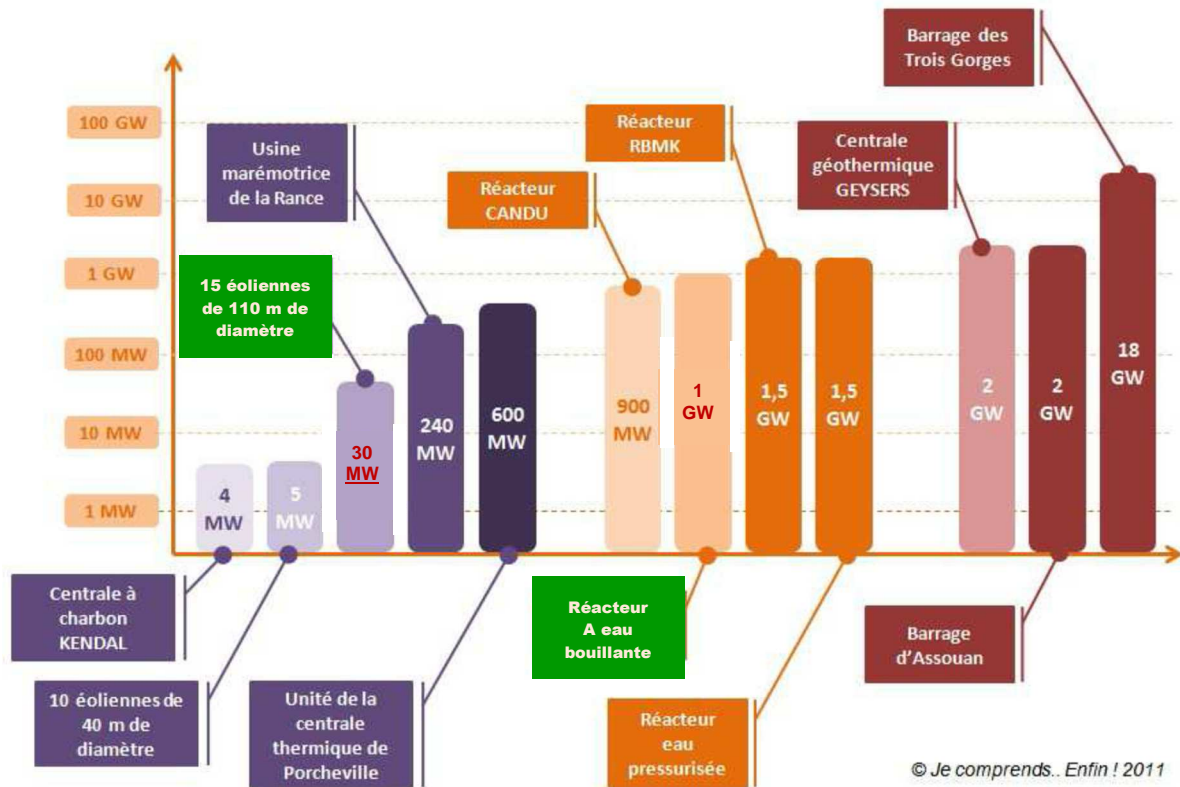 Barrage des
Trois Gorges
100 GW
Réacteur
RBMK
Usine
marémotrice
de la Rance
Centrale
géothermique
GEYSERS
Réacteur
CANDU
10 GW
1 GW
15 éoliennes
de 110 m de
diamètre
100 MW
10 MW
1 MW
4
MW
5
MW
30
MW
240
MW
600
MW
900
MW
1
GW
1,5
GW
1,5
GW
2
GW
2
GW
18
GW
Centrale à
charbon
KENDAL
10 éoliennes de
40 m de
diamètre
Unité de la
centrale
thermique de
Porcheville
Réacteur
A eau
bouillante
Réacteur
eau
pressurisée
Barrage
d'Assouan
© Je comprends.. Enfin ! 2011